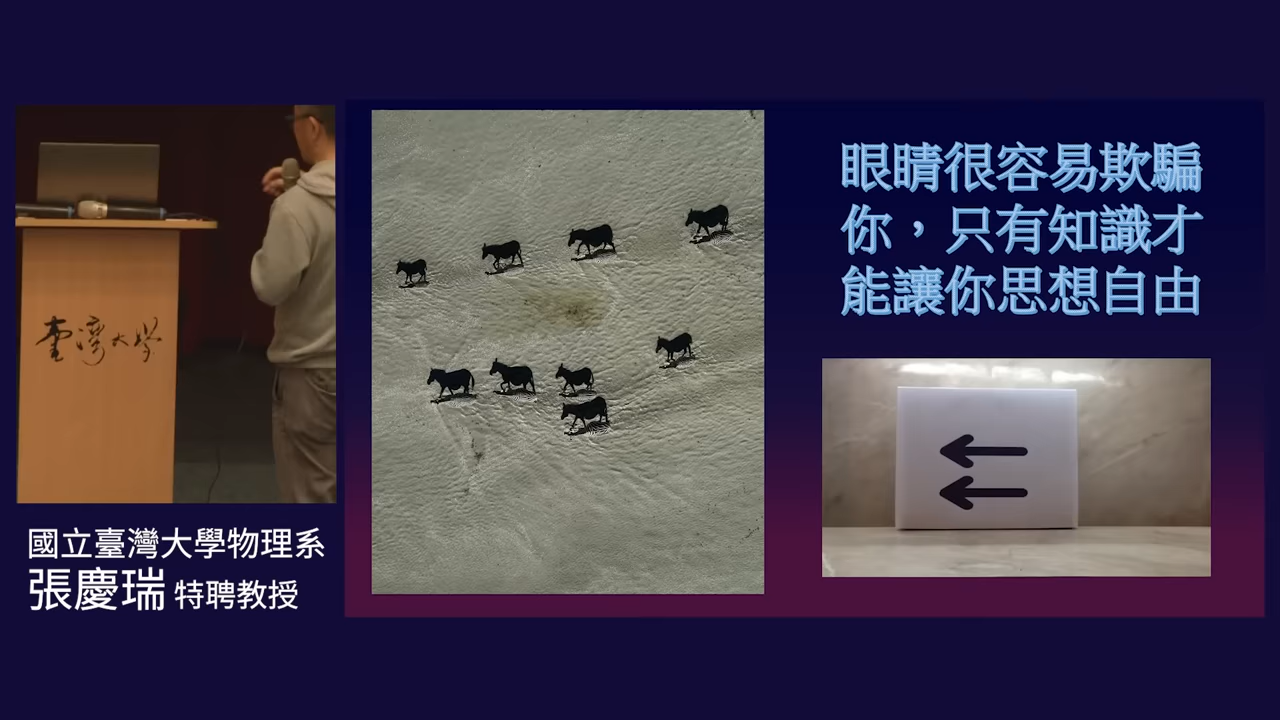 臺灣大學
國立臺灣大學物理系
張慶瑞 特聘教授
眼睛很容易欺騙
你，只有知識才
能讓你思想自由